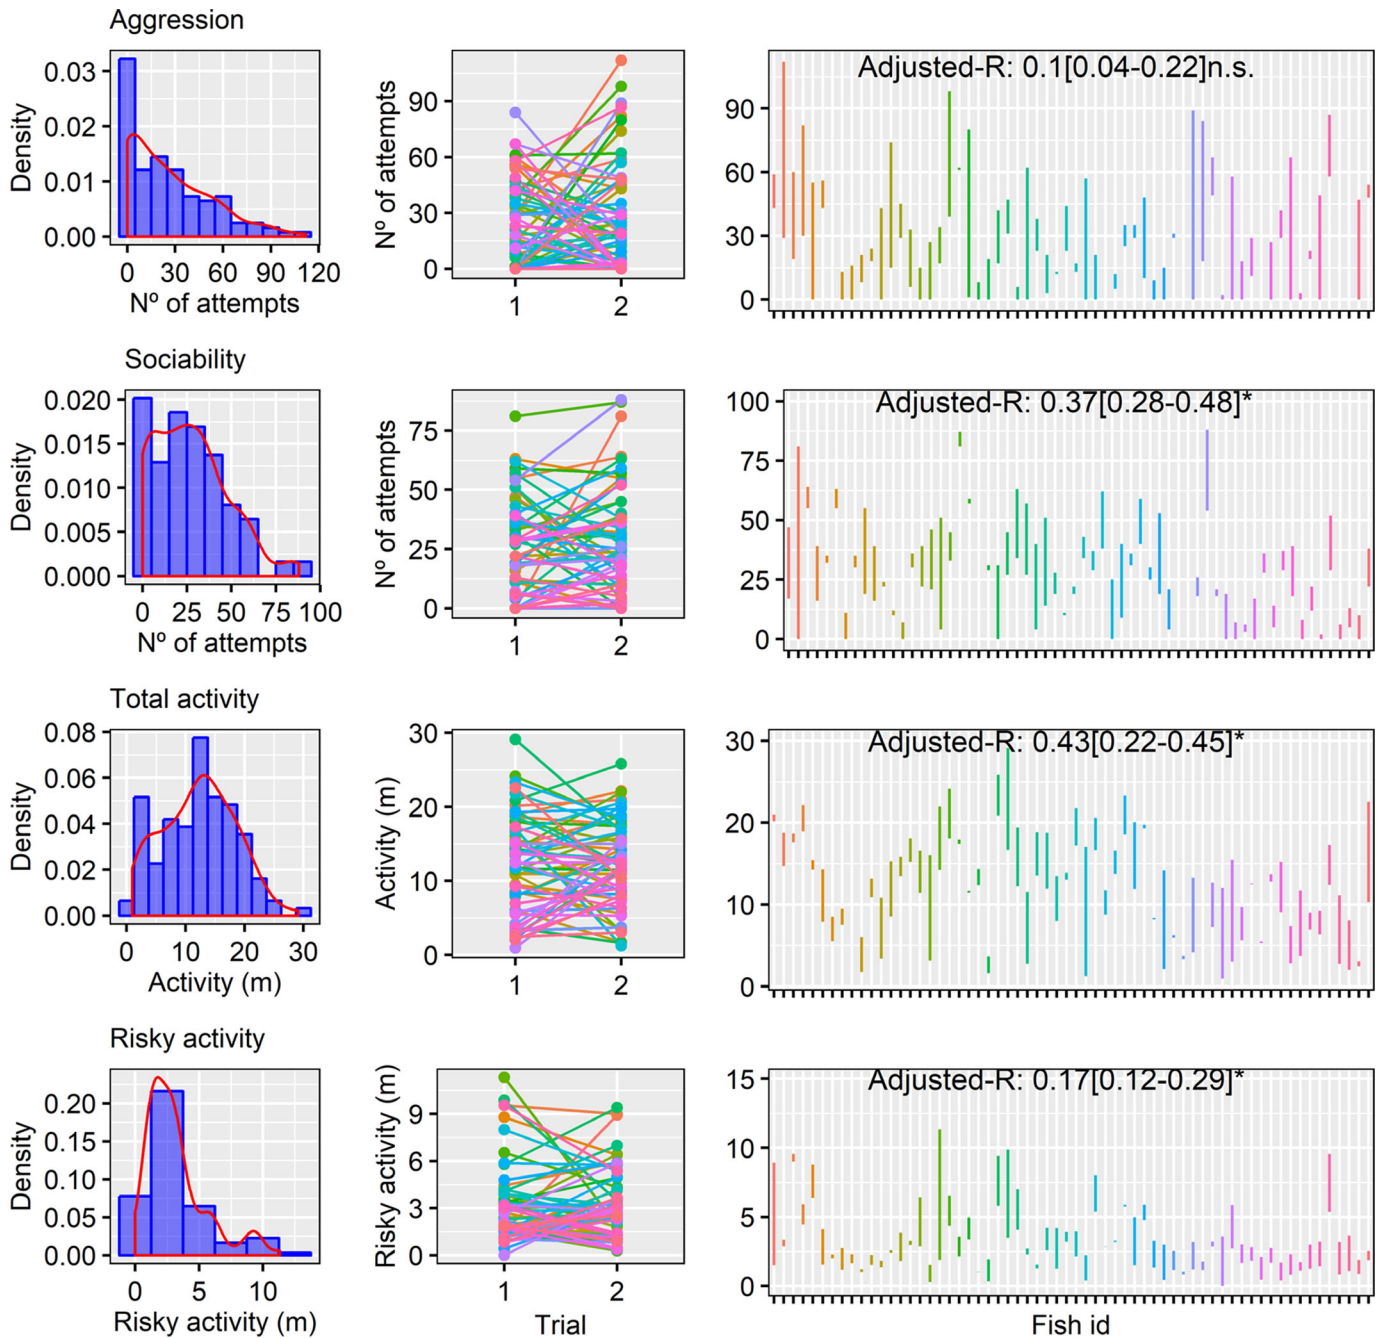 Aggression
Density
0.03
0.02
0.01
0.00
0 30 60 90 120
Nº of attempts
Nº of attempts
90
60
30
0
1 2
Adjusted-R: 0.1[0.04-0.22]n.s.
90
60
30
0
Sociability
Density
0.020
0.015
0.010
0.005
0.000
0 25 50 75 100
Nº of attempts
Nº of attempts
75
50
25
0
1 2
Adjusted-R: 0.37[0.28-0.48]*
100
75
50
25
0
Total activity
Density
0.08
0.06
0.04
0.02
0.00
0 10 20 30
Activity (m)
Activity (m)
30
20
10
0
1 2
Adjusted-R: 0.43[0.22-0.45]*
30
20
10
0
Risky activity
Density
0.20
0.15
0.10
0.05
0.00
0 5 10
Risky activity (m)
Risky activity (m)
9
6
3
0
1 2
Trial
Adjusted-R: 0.17[0.12-0.29]*
15
10
5
0
Fish id